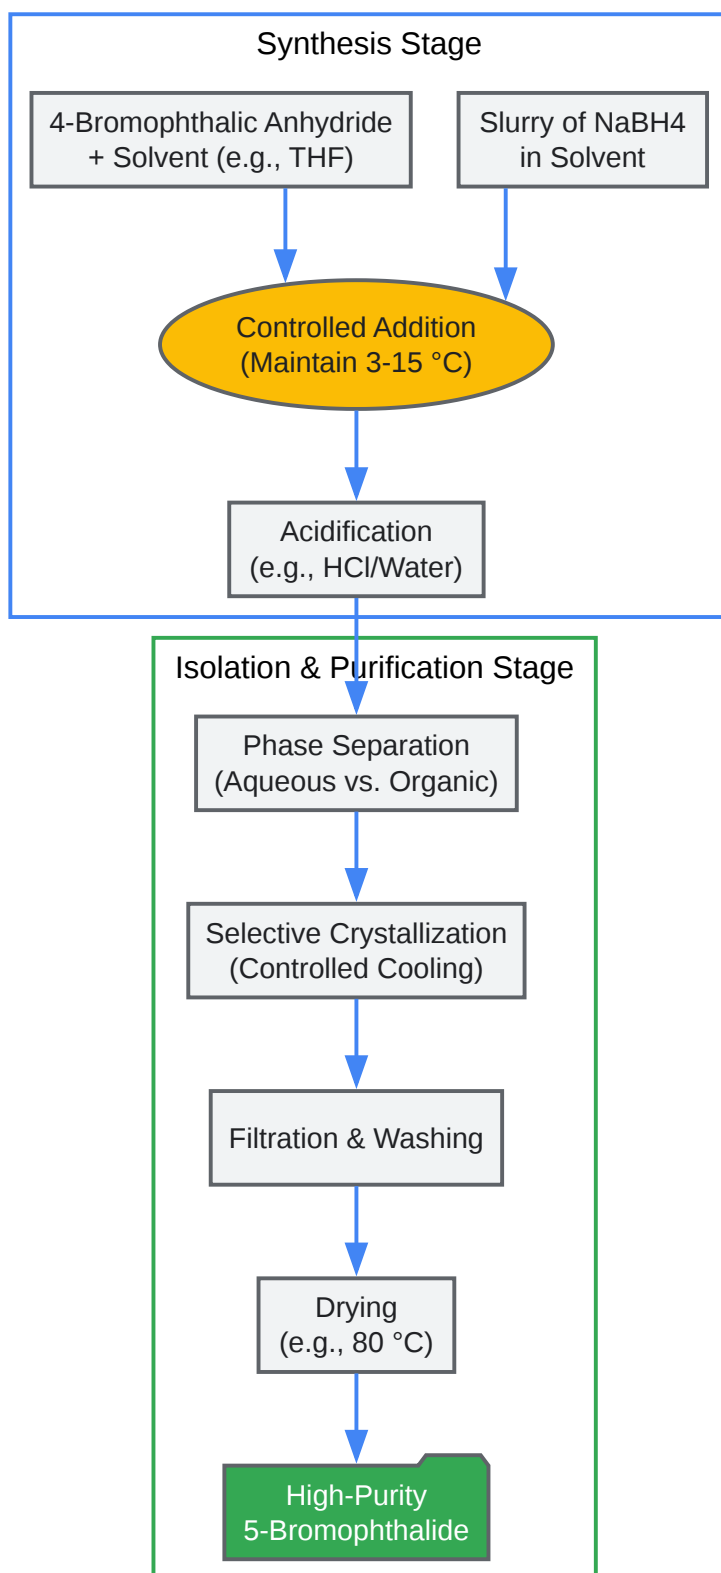 Synthesis Stage
4-Bromophthalic Anhydride
+ Solvent (e.g., THF)
Slurry of NaBH4
in Solvent
Controlled Addition
(Maintain 3-15 °C)
Acidification
(e.g., HCl/Water)
Isolation & Purification Stage
Phase Separation
(Aqueous vs. Organic)
Selective Crystallization
(Controlled Cooling)
Filtration & Washing
Drying
(e.g., 80 °C)
High-Purity
5-Bromophthalide